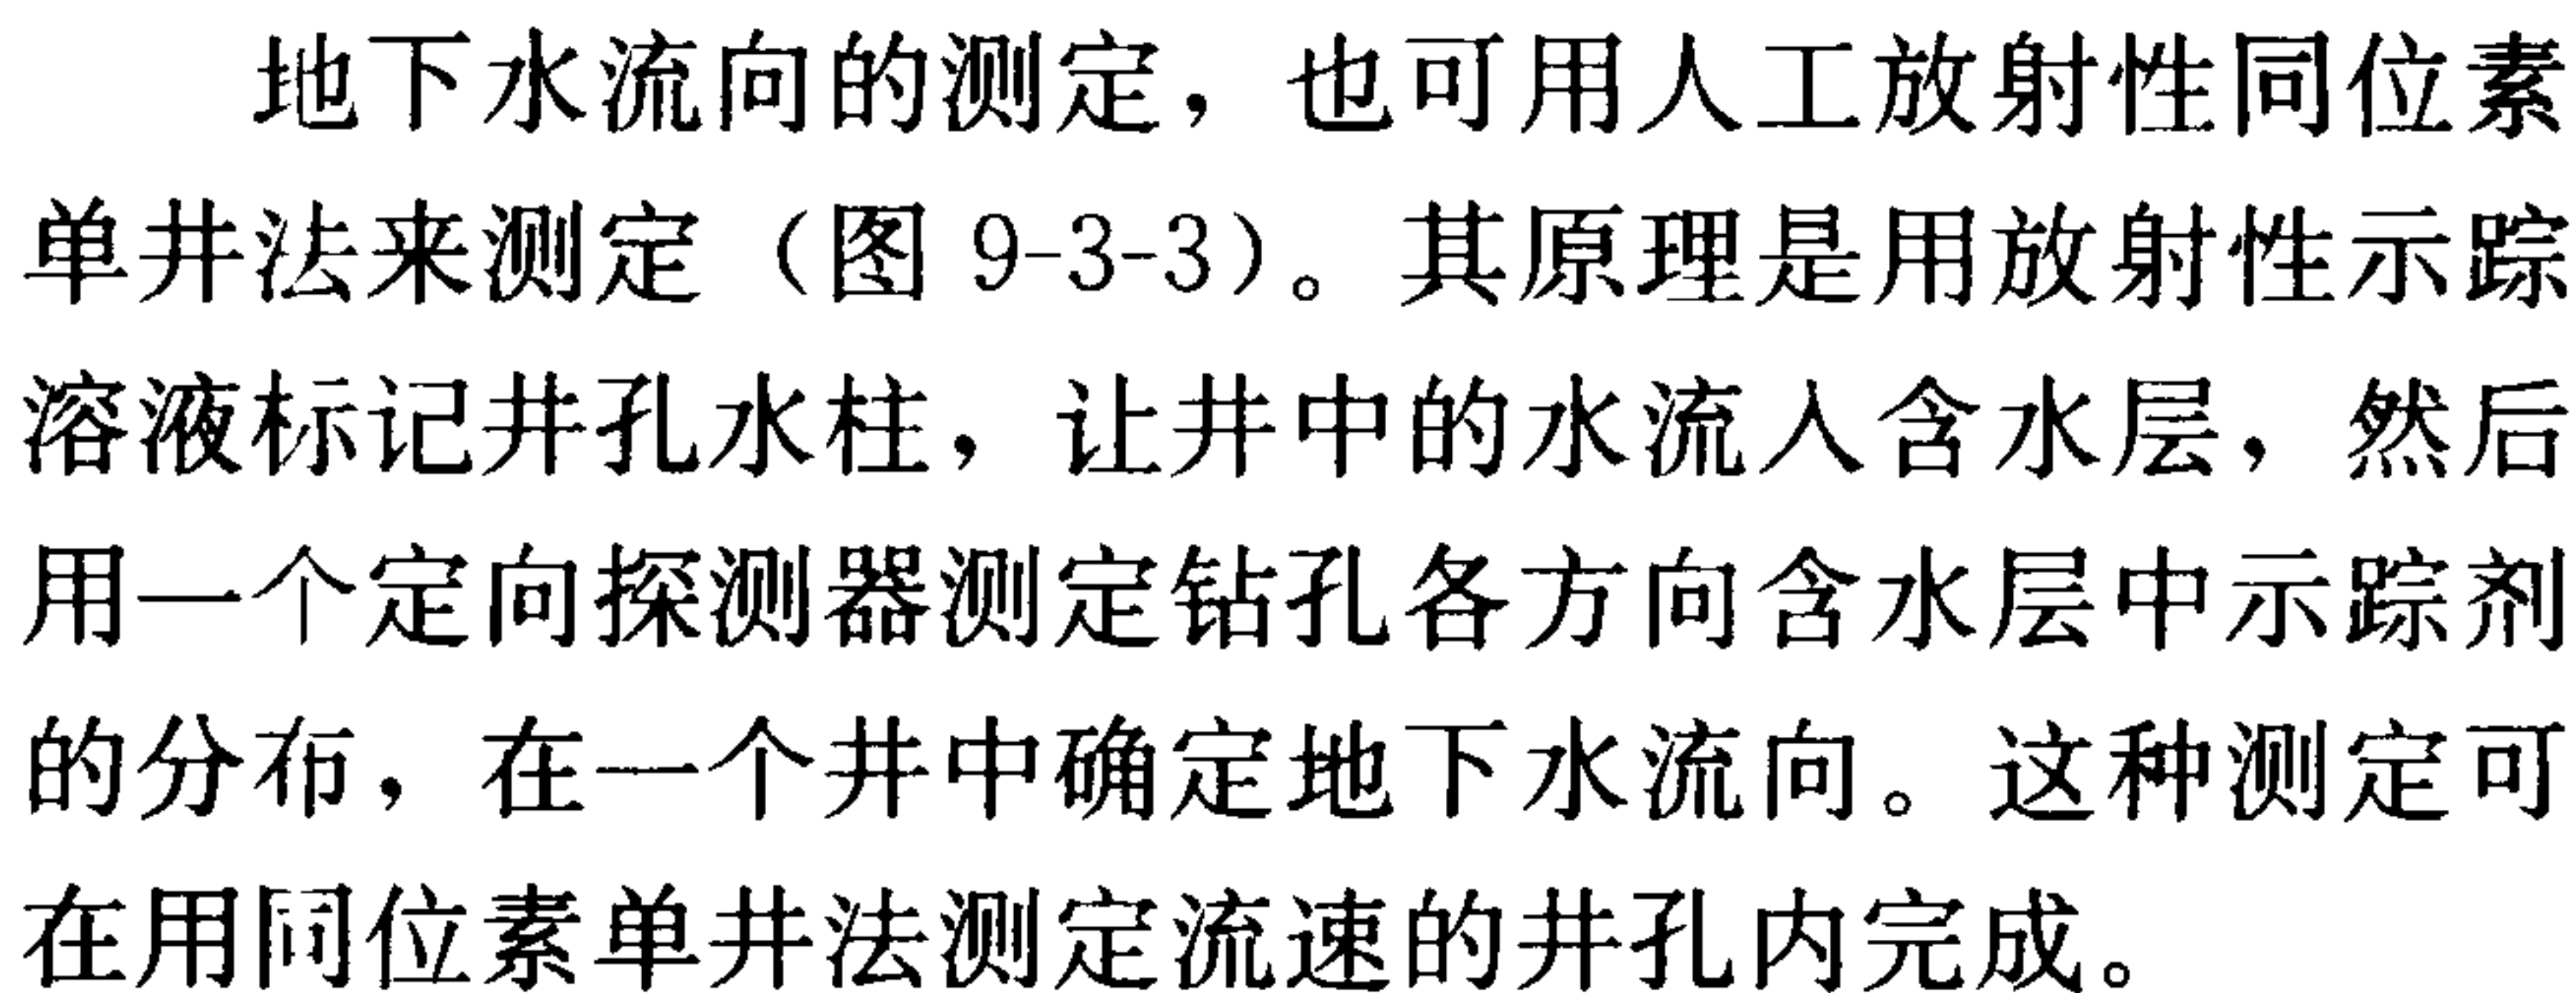 地下水流向的测定，也可用人工放射性同位素
单井法来测定（图 9-3-3）。其原理是用放射性示踪
溶液标记井孔水柱，让井中的水流入含水层，然后
用一个定向探测器测定钻孔各方向含水层中示踪剂
的分布，在一个井中确定地下水流向。这种测定可
在用同位素单井法测定流速的井孔内完成。